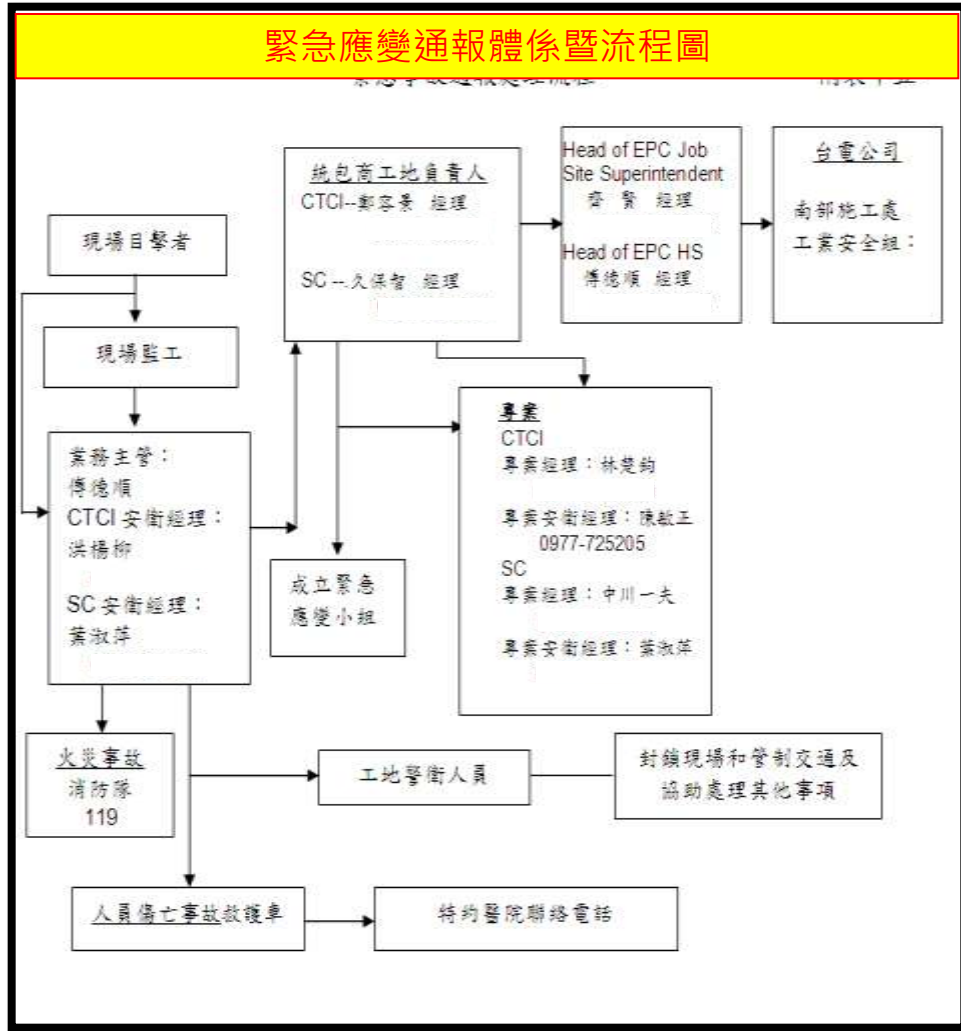 緊急應變通報體係暨流程圖
統包商工地負責人
CTCI--鄭容景 經理
SC --.久保智 經理
Head of EPC Job
Site Superintendent
齊 賢 經理
Head of EPC HS
傅德順 經理
台電公司
南部施工處
工業安全組：
現場目擊者
現場監工
業務主管：
傅德順
CTCI 安衛經理：
洪楊柳
SC 安衛經理：
葉淑萍
成立緊急
應變小組
專案
CTCI
專案經理：林楚鈞
專案安衛經理：陳敏正
0977-725205
SC
專案經理：中川一夫
專案安衛經理：葉淑萍
火災事故
消防隊
119
工地警衛人員
封鎖現場和管制交通及
協助處理其他事項
人員傷亡事故救護車
特約醫院聯絡電話